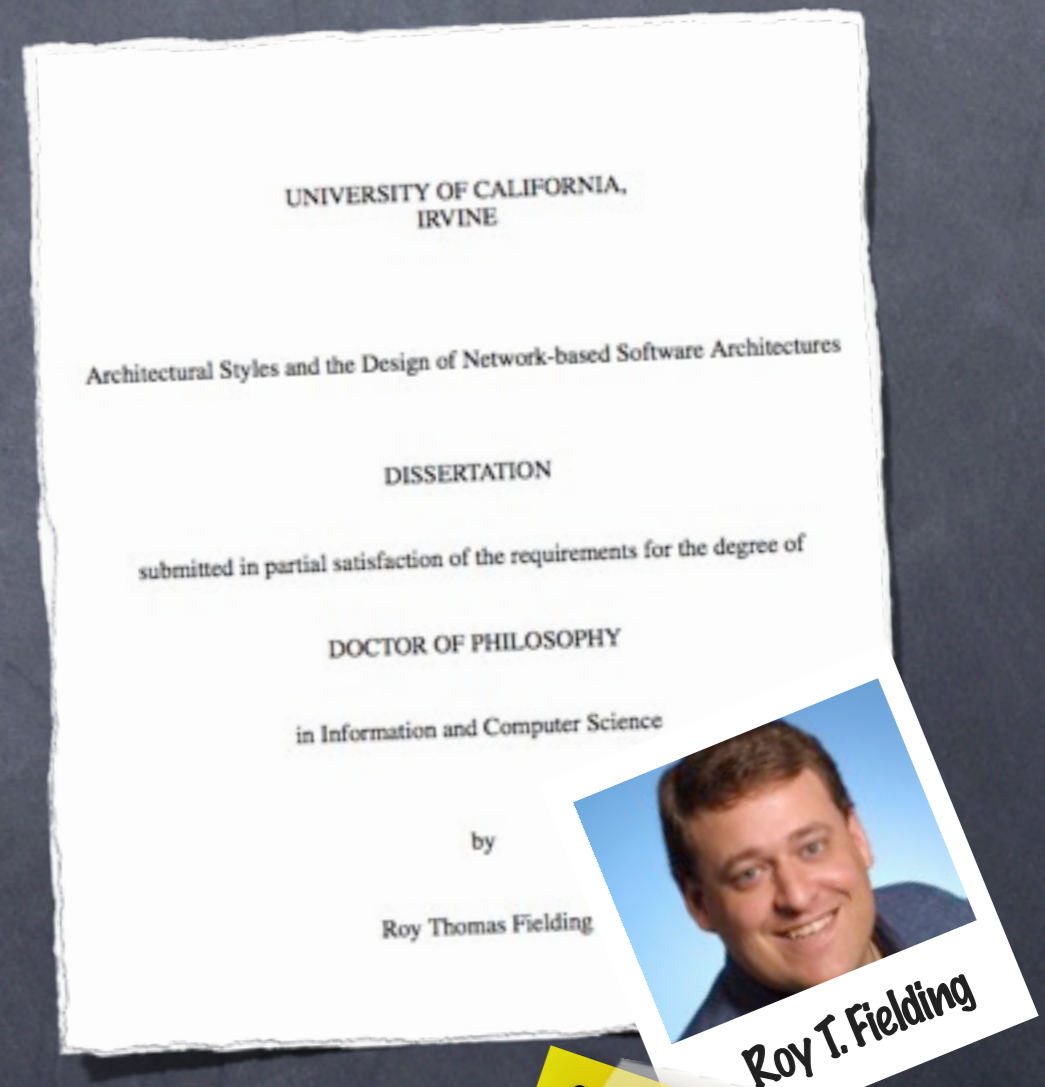 UNIVERSITY OF CALIFORNIA,
IRVINE
Architectural Styles and the Design of Network-based Software Architectures
DISSERTATION
submitted in partial satisfaction of the requirements for the degree of
DOCTOR OF PHILOSOPHY
in Information and Computer Science
by
Roy Thomas Fielding
Roy T. Fielding